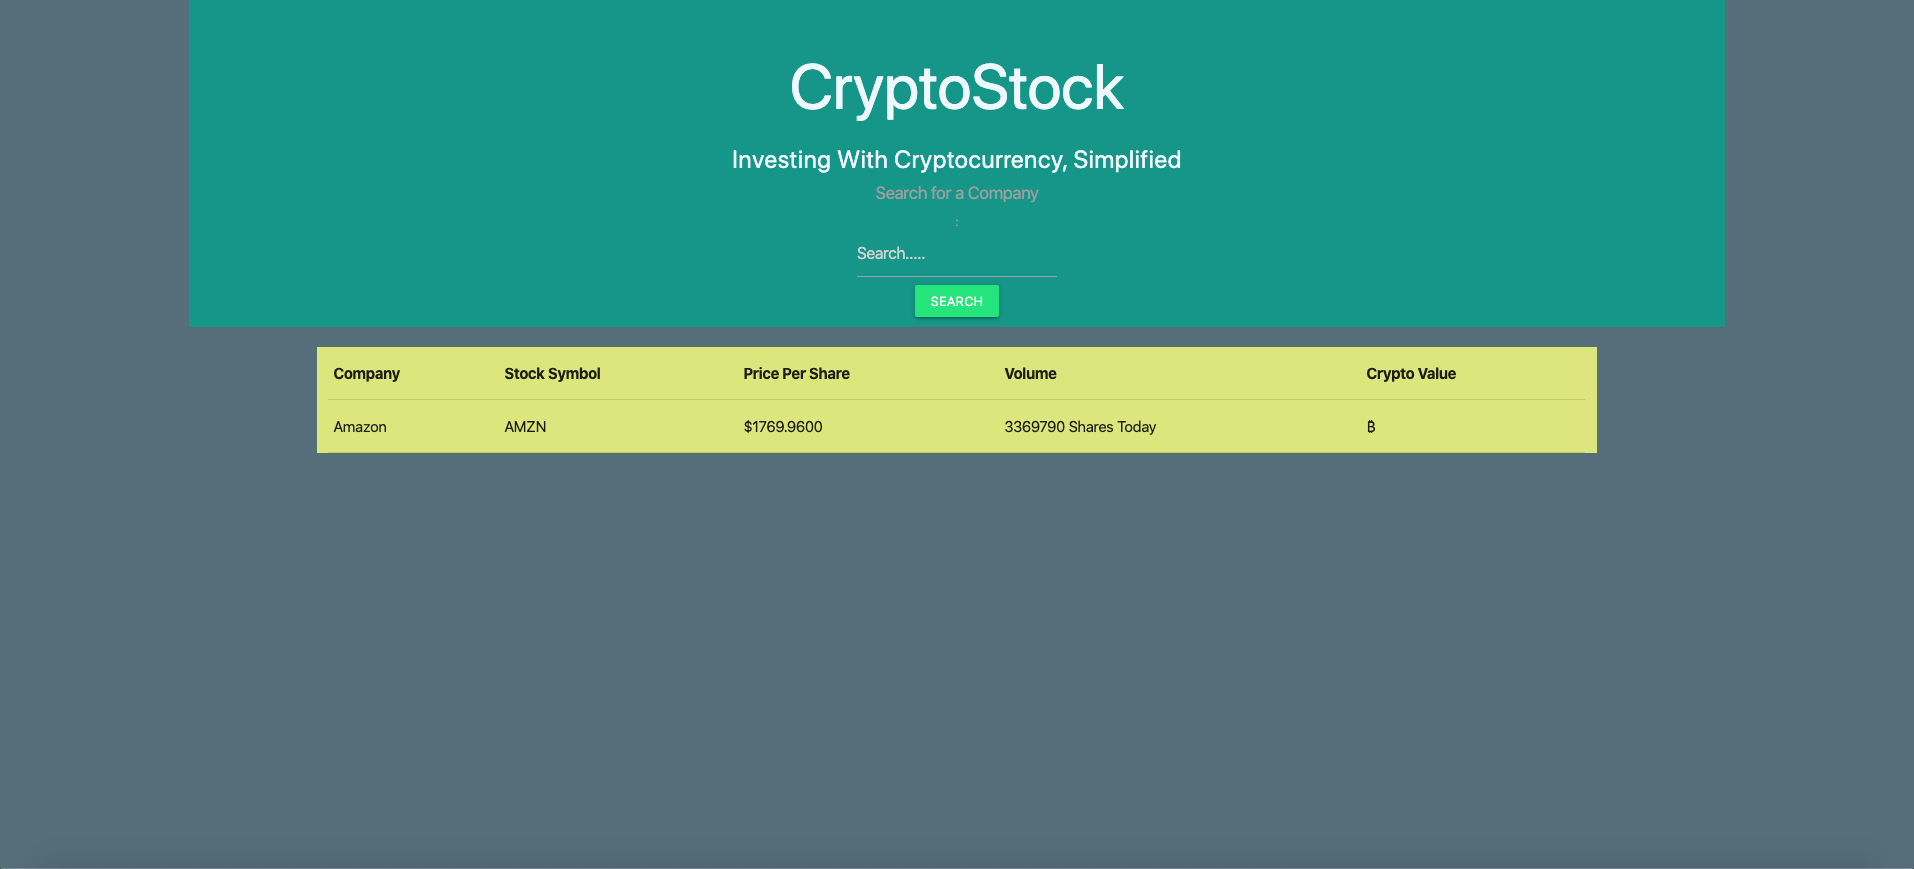 CryptoStock
Investing With Cryptocurrency, Simplified
Search for a Company
:
Search.....
SEARCH
Company Stock Symbol Price Per Share Volume Crypto Value
Amazon AMZN $1769.9600 3369790 Shares Today ฿